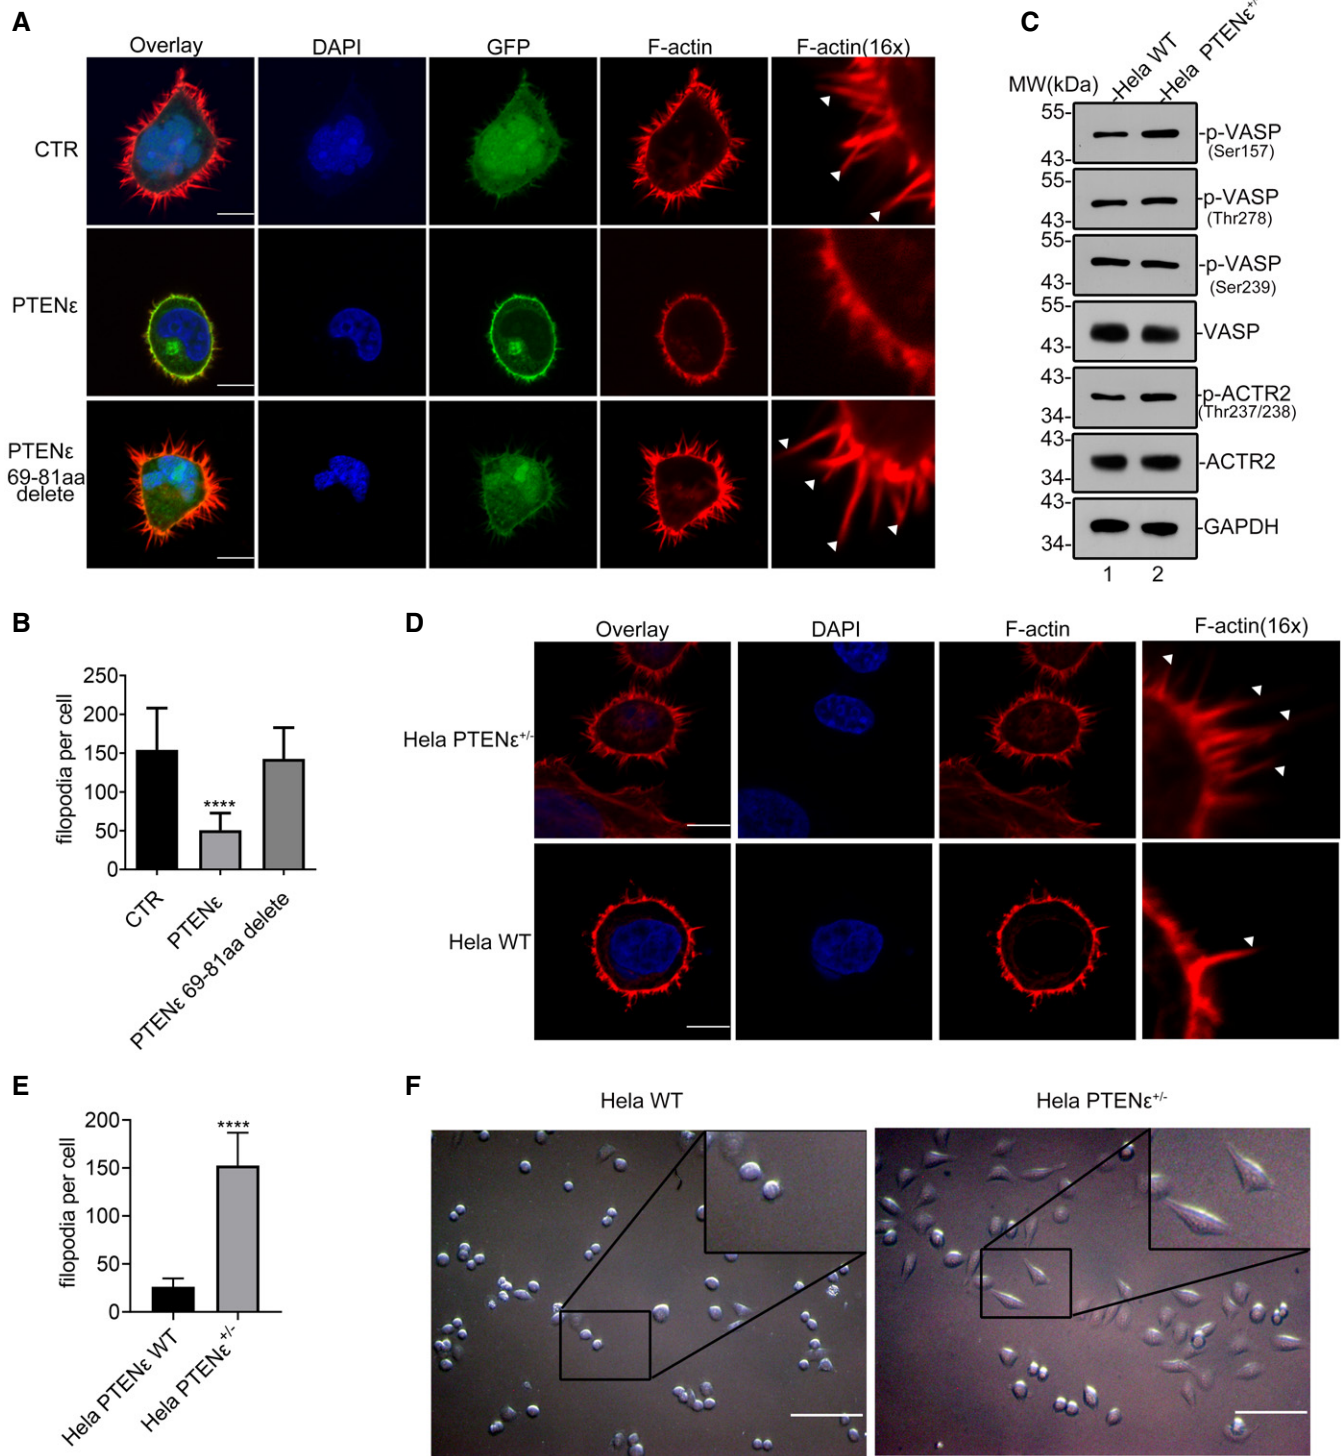 A
Overlay
DAPI
GFP
F-actin
F-actin(16x)
CTR
PTENε
PTENε
69-81aa
delete
C
MW(kDa)
-Hela WT
-Hela PTENε+/-
55-
43-
-p-VASP
(Ser157)
55-
43-
-p-VASP
(Thr278)
55-
43-
-p-VASP
(Ser239)
55-
43-
-VASP
43-
34-
-p-ACTR2
(Thr237/238)
43-
34-
-ACTR2
43-
34-
-GAPDH
1 2
B
filopodia per cell
250
200
150
100
50
0
****
CTR
PTENε
PTENε 69-81aa delete
D
Overlay
DAPI
F-actin
F-actin(16x)
Hela PTENε+/-
Hela WT
E
filopodia per cell
200
150
100
50
0
****
Hela PTENε WT
Hela PTENε+/-
F
Hela WT
Hela PTENε+/-